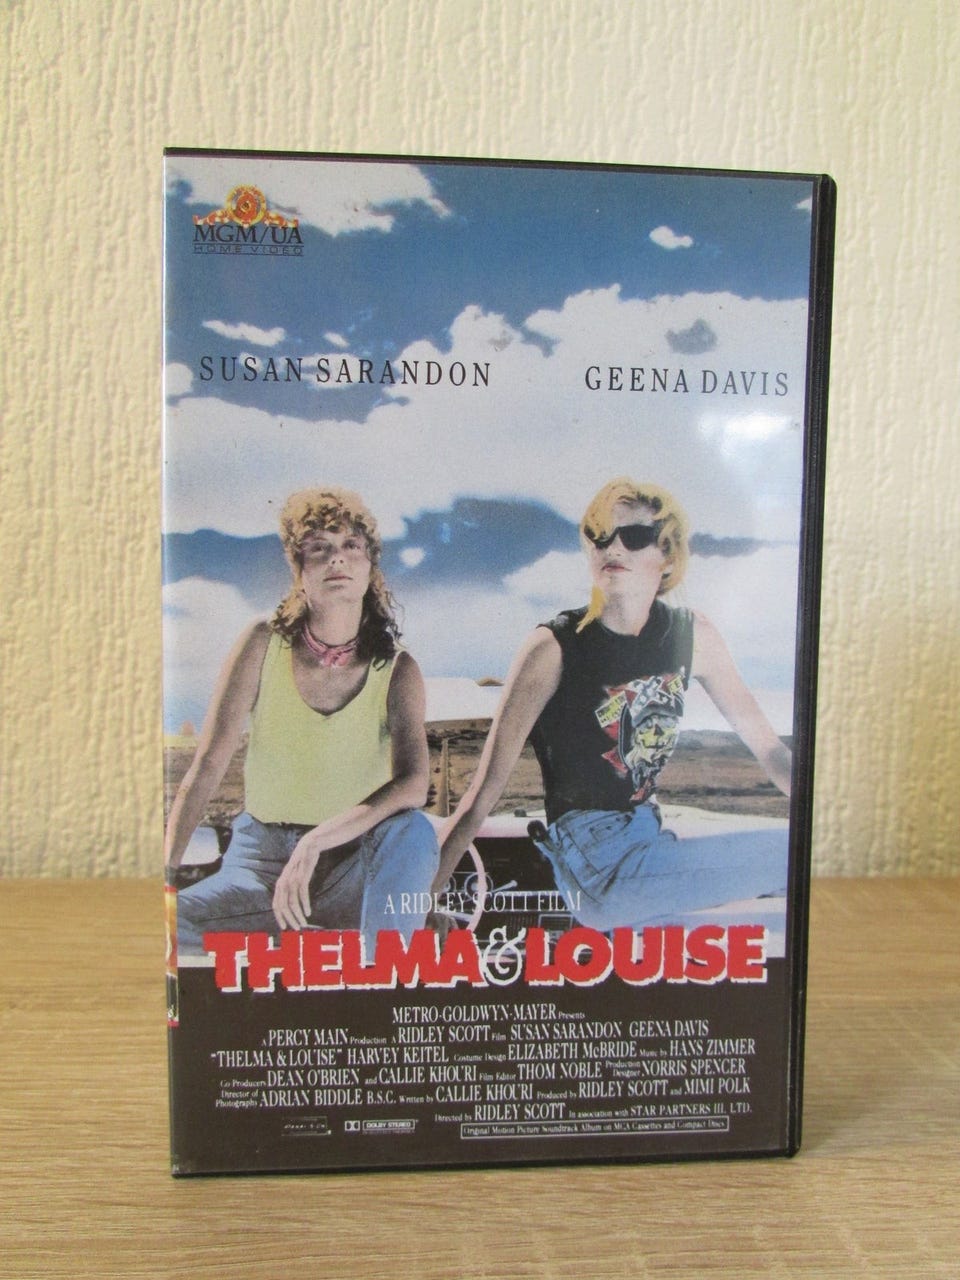 MGM/UA
HOME VIDEO
SUSAN SARANDON GEENA DAVIS
A RIDLEY SCOTT FILM
THELMA & LOUISE
METRO-GOLDWYN-MAYER Presents
A PERCY MAIN Production A RIDLEY SCOTT Film SUSAN SARANDON GEENA DAVIS
"THELMA & LOUISE" HARVEY KEITEL Costume Design ELIZABETH McBRIDE Music by HANS ZIMMER
Co Producers DEAN O'BRIEN and CALLIE KHOURI Film Editor THOM NOBLE Production Designer NORRIS SPENCER
Director of Photography ADRIAN BIDDLE B.S.C. Written by CALLIE KHOURI Produced by RIDLEY SCOTT and MIMI POLK
Directed by RIDLEY SCOTT In association with STAR PARTNERS III, LTD.
DOLBY STEREO Original Motion Picture Soundtrack Album on MCA Cassettes and Compact Discs